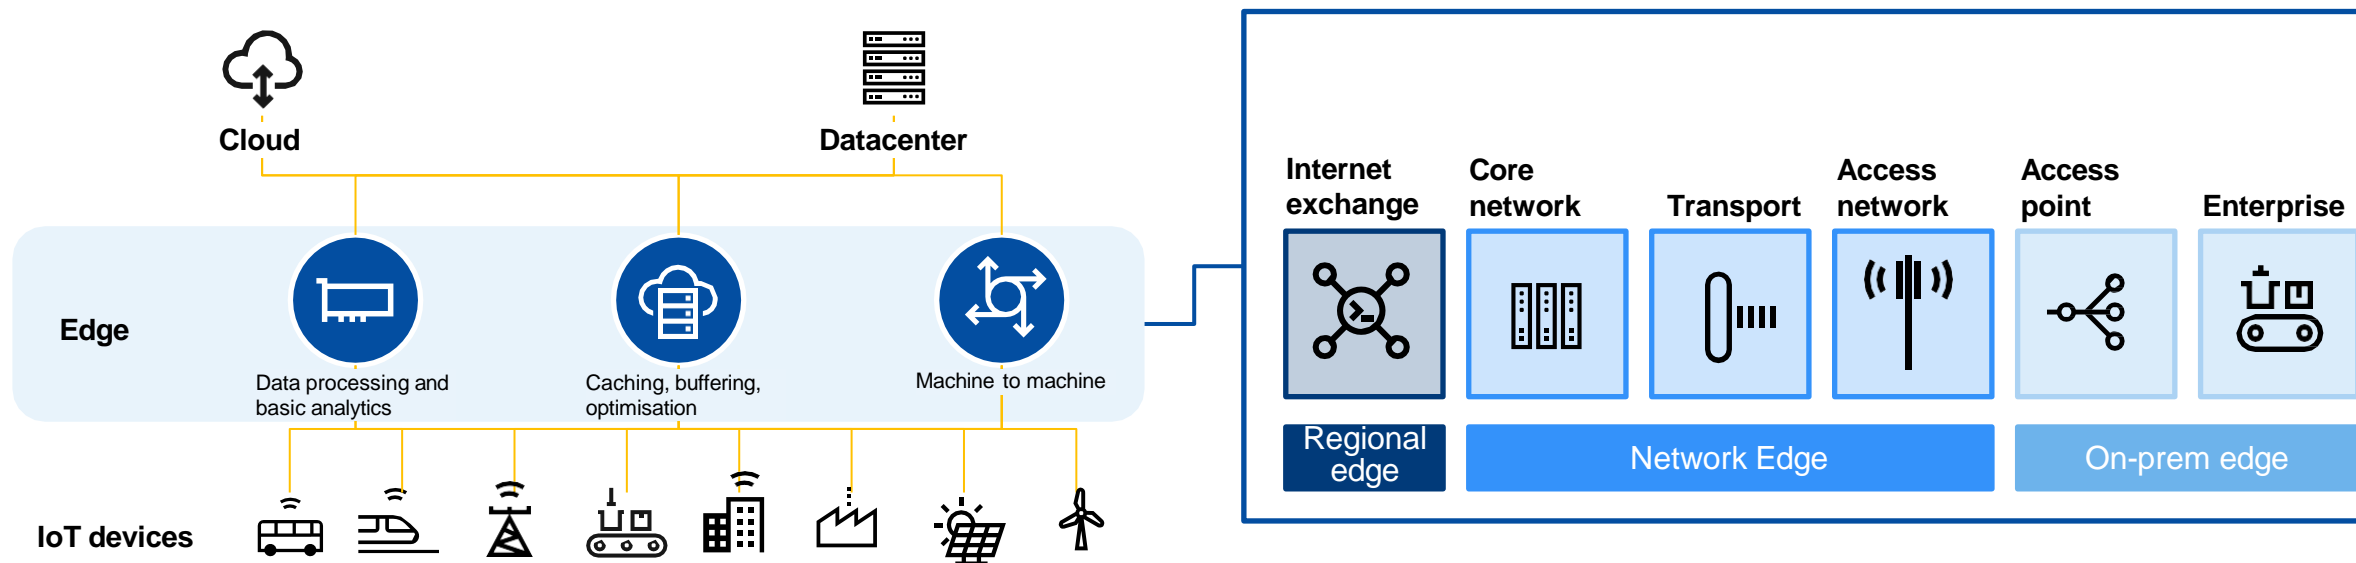 Cloud
Datacenter
Edge
Data processing and
basic analytics
Caching, buffering,
optimisation
Machine to machine
IoT devices
Internet
exchange
Core
network
Transport
Access
network
Access
point
Enterprise
Regional
edge
Network Edge
On-prem edge